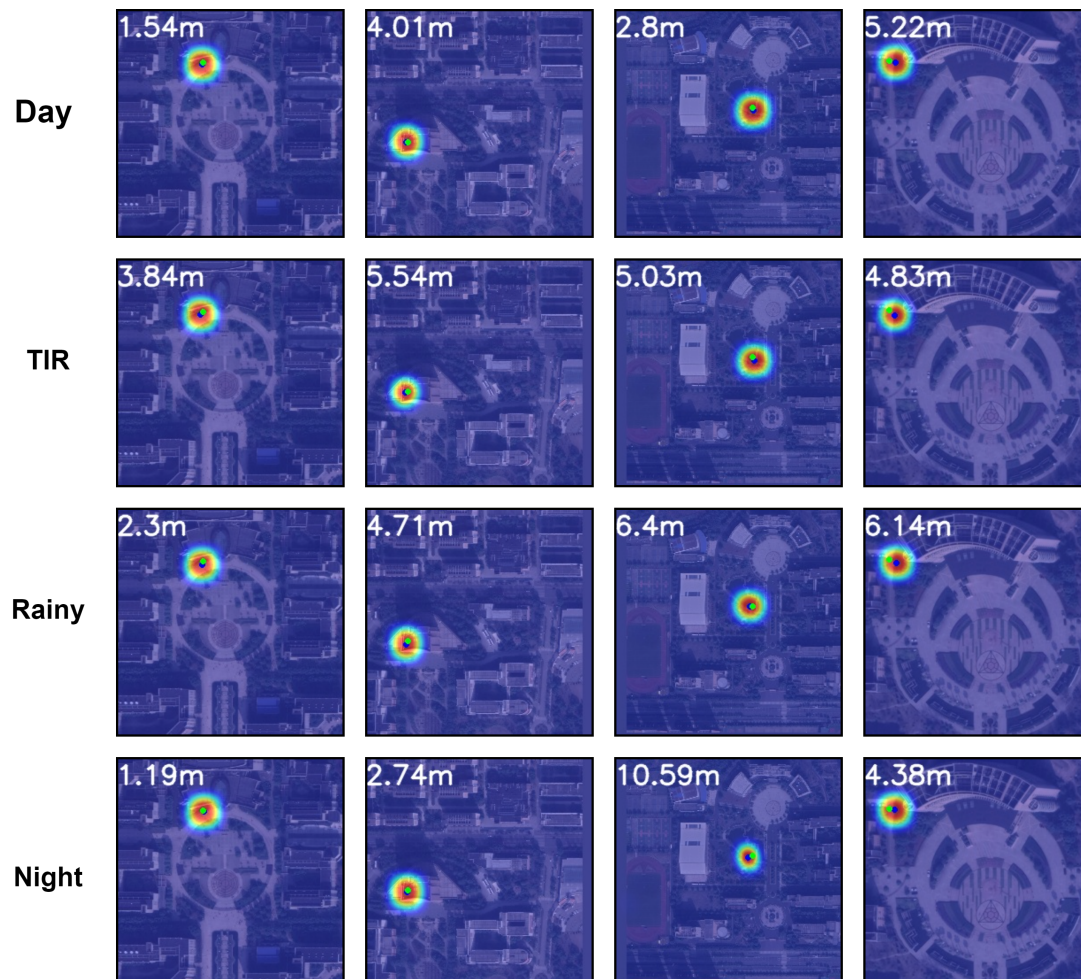 1.54m 4.01m 2.8m 5.22m
Day
3.84m 5.54m 5.03m 4.83m
TIR
2.3m 4.71m 6.4m 6.14m
Rainy
1.19m 2.74m 10.59m 4.38m
Night